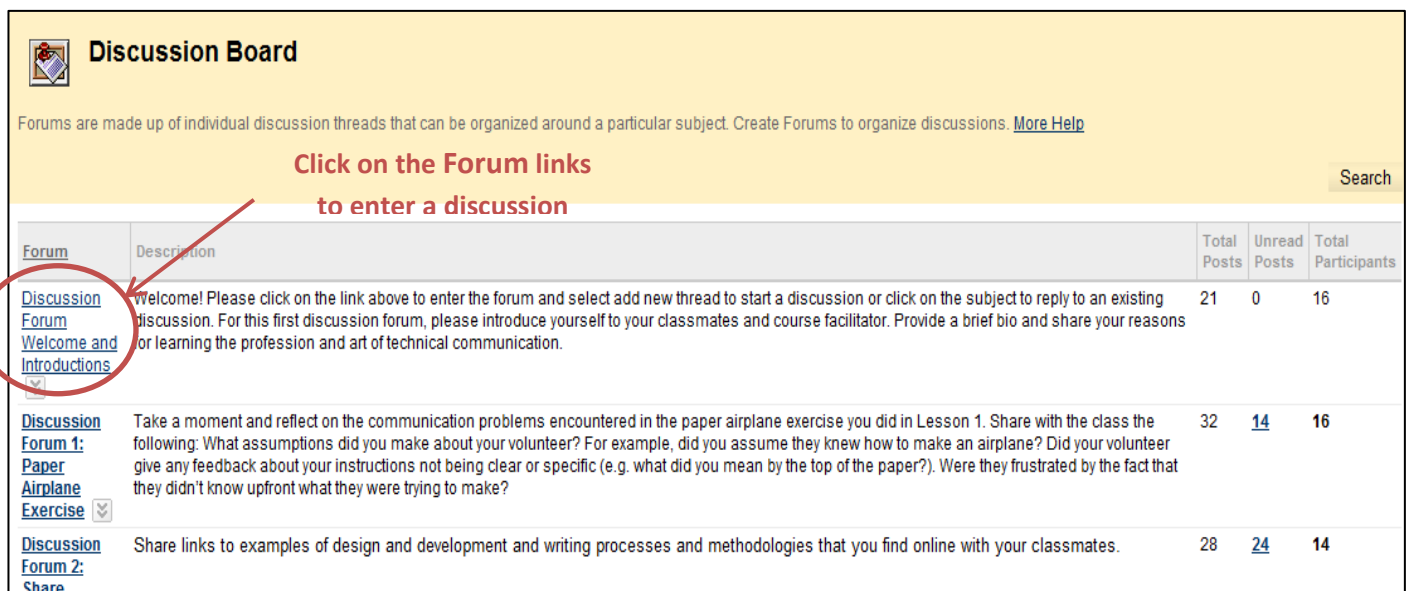 Discussion Board
Forums are made up of individual discussion threads that can be organized around a particular subject. Create Forums to organize discussions. More Help
Click on the Forum links
to enter a discussion
Search
Forum Description Total Posts Unread Posts Total Participants
Discussion
Forum
Welcome and
Introductions
Welcome! Please click on the link above to enter the forum and select add new thread to start a discussion or click on the subject to reply to an existing
discussion. For this first discussion forum, please introduce yourself to your classmates and course facilitator. Provide a brief bio and share your reasons
for learning the profession and art of technical communication.
21 0 16
Discussion
Forum 1:
Paper
Airplane
Exercise
Take a moment and reflect on the communication problems encountered in the paper airplane exercise you did in Lesson 1. Share with the class the
following: What assumptions did you make about your volunteer? For example, did you assume they knew how to make an airplane? Did your volunteer
give any feedback about your instructions not being clear or specific (e.g. what did you mean by the top of the paper?). Were they frustrated by the fact that
they didn't know upfront what they were trying to make?
32 14 16
Discussion
Forum 2:
Share
Share links to examples of design and development and writing processes and methodologies that you find online with your classmates.
28 24 14